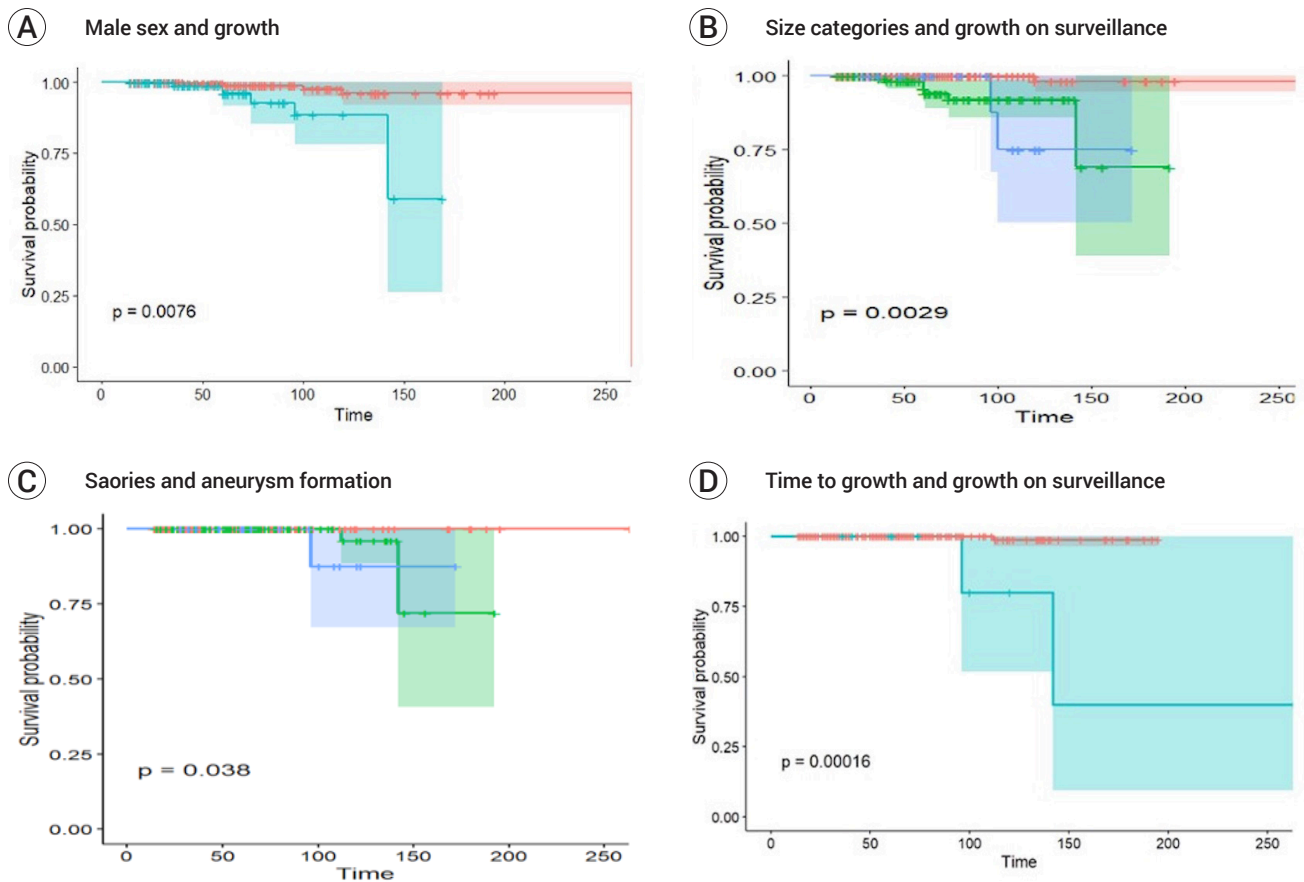 A Male sex and growth
Survival probability
1.00
0.75
0.50
0.25
0.00
p = 0.0076
0 50 100 150 200 250
Time
B Size categories and growth on surveillance
Survival probability
1.00
0.75
0.50
0.25
0.00
p = 0.0029
0 50 100 150 200 250
Time
C Saories and aneurysm formation
Survival probability
1.00
0.75
0.50
0.25
0.00
p = 0.038
0 50 100 150 200 250
Time
D Time to growth and growth on surveillance
Survival probability
1.00
0.75
0.50
0.25
0.00
p = 0.00016
0 50 100 150 200 250
Time